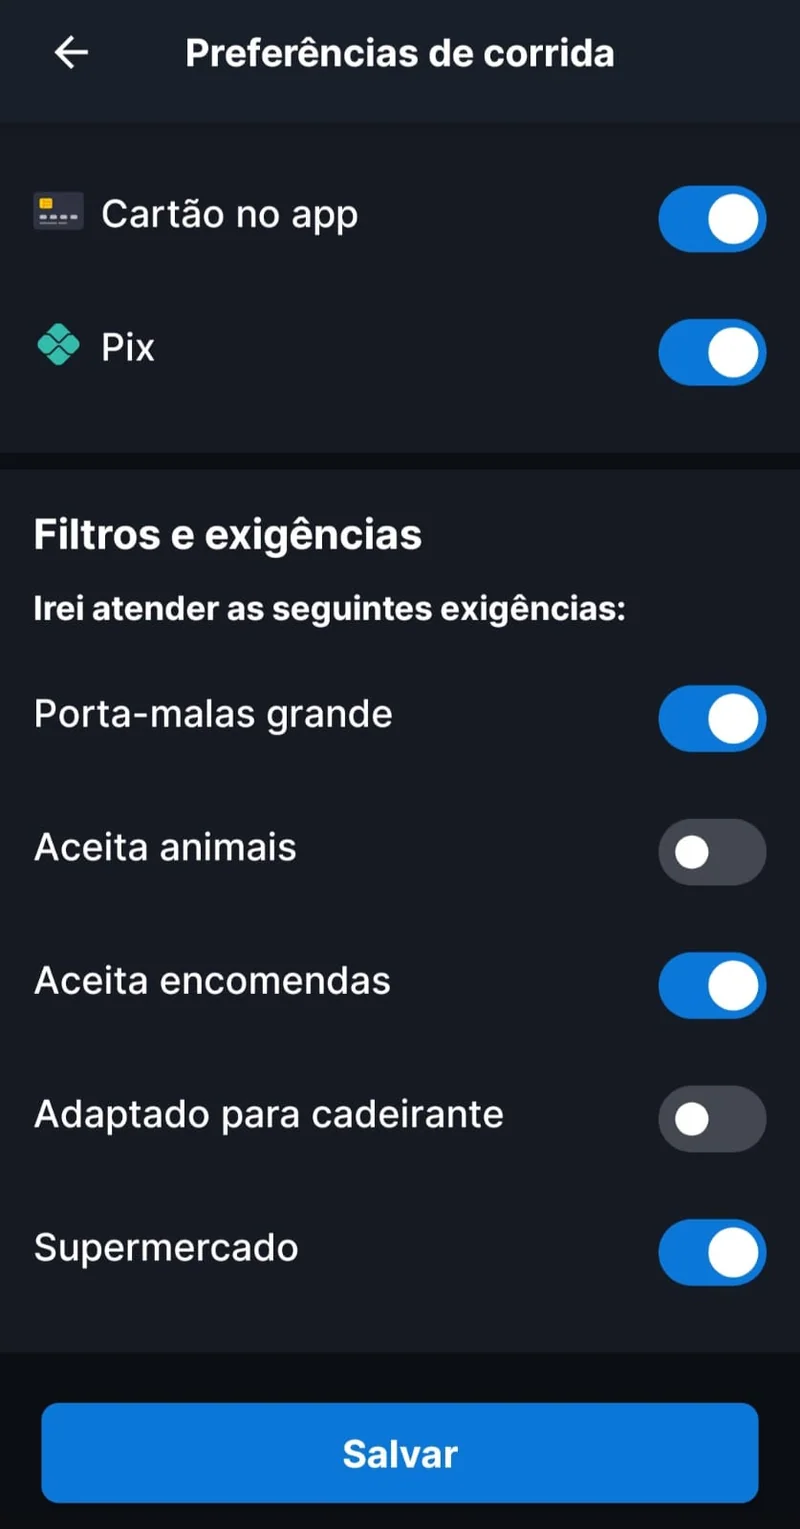 Preferências de corrida
Cartão no app
Pix
Filtros e exigências
Irei atender as seguintes exigências:
Porta-malas grande
Aceita animais
Aceita encomendas
Adaptado para cadeirante
Supermercado
Salvar